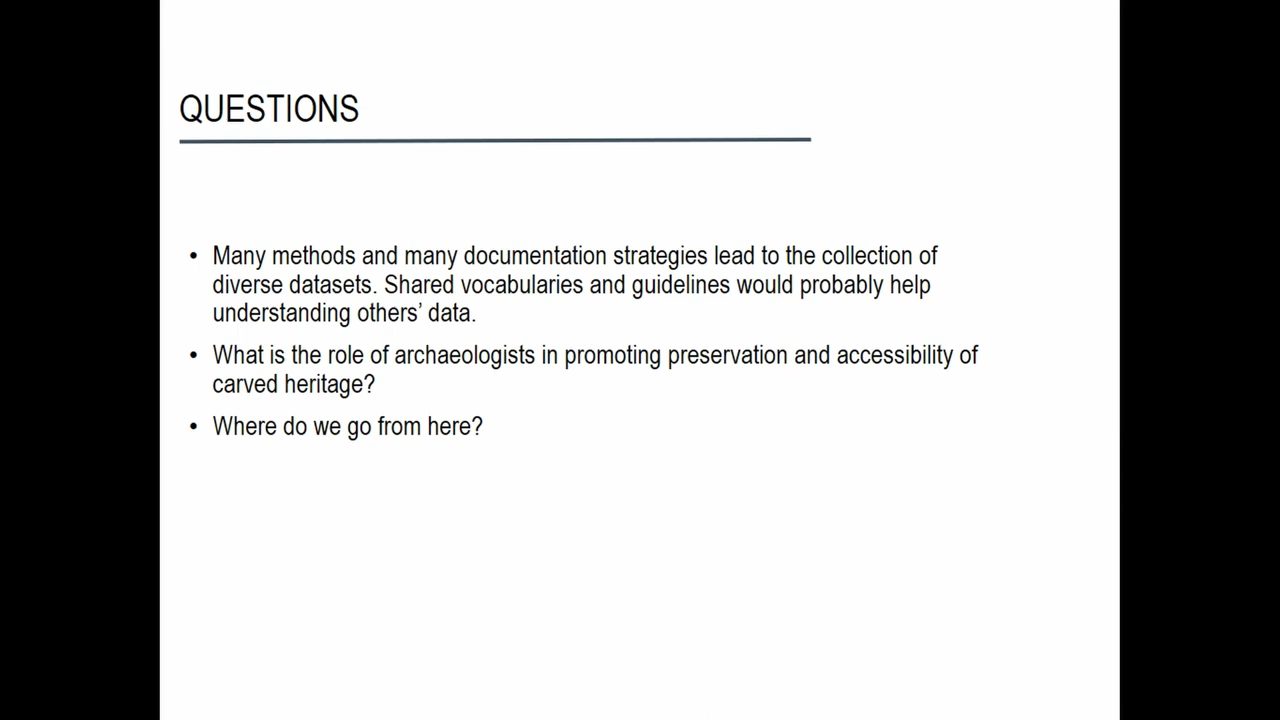 QUESTIONS
• Many methods and many documentation strategies lead to the collection of
diverse datasets. Shared vocabularies and guidelines would probably help
understanding others’ data.
• What is the role of archaeologists in promoting preservation and accessibility of
carved heritage?
• Where do we go from here?